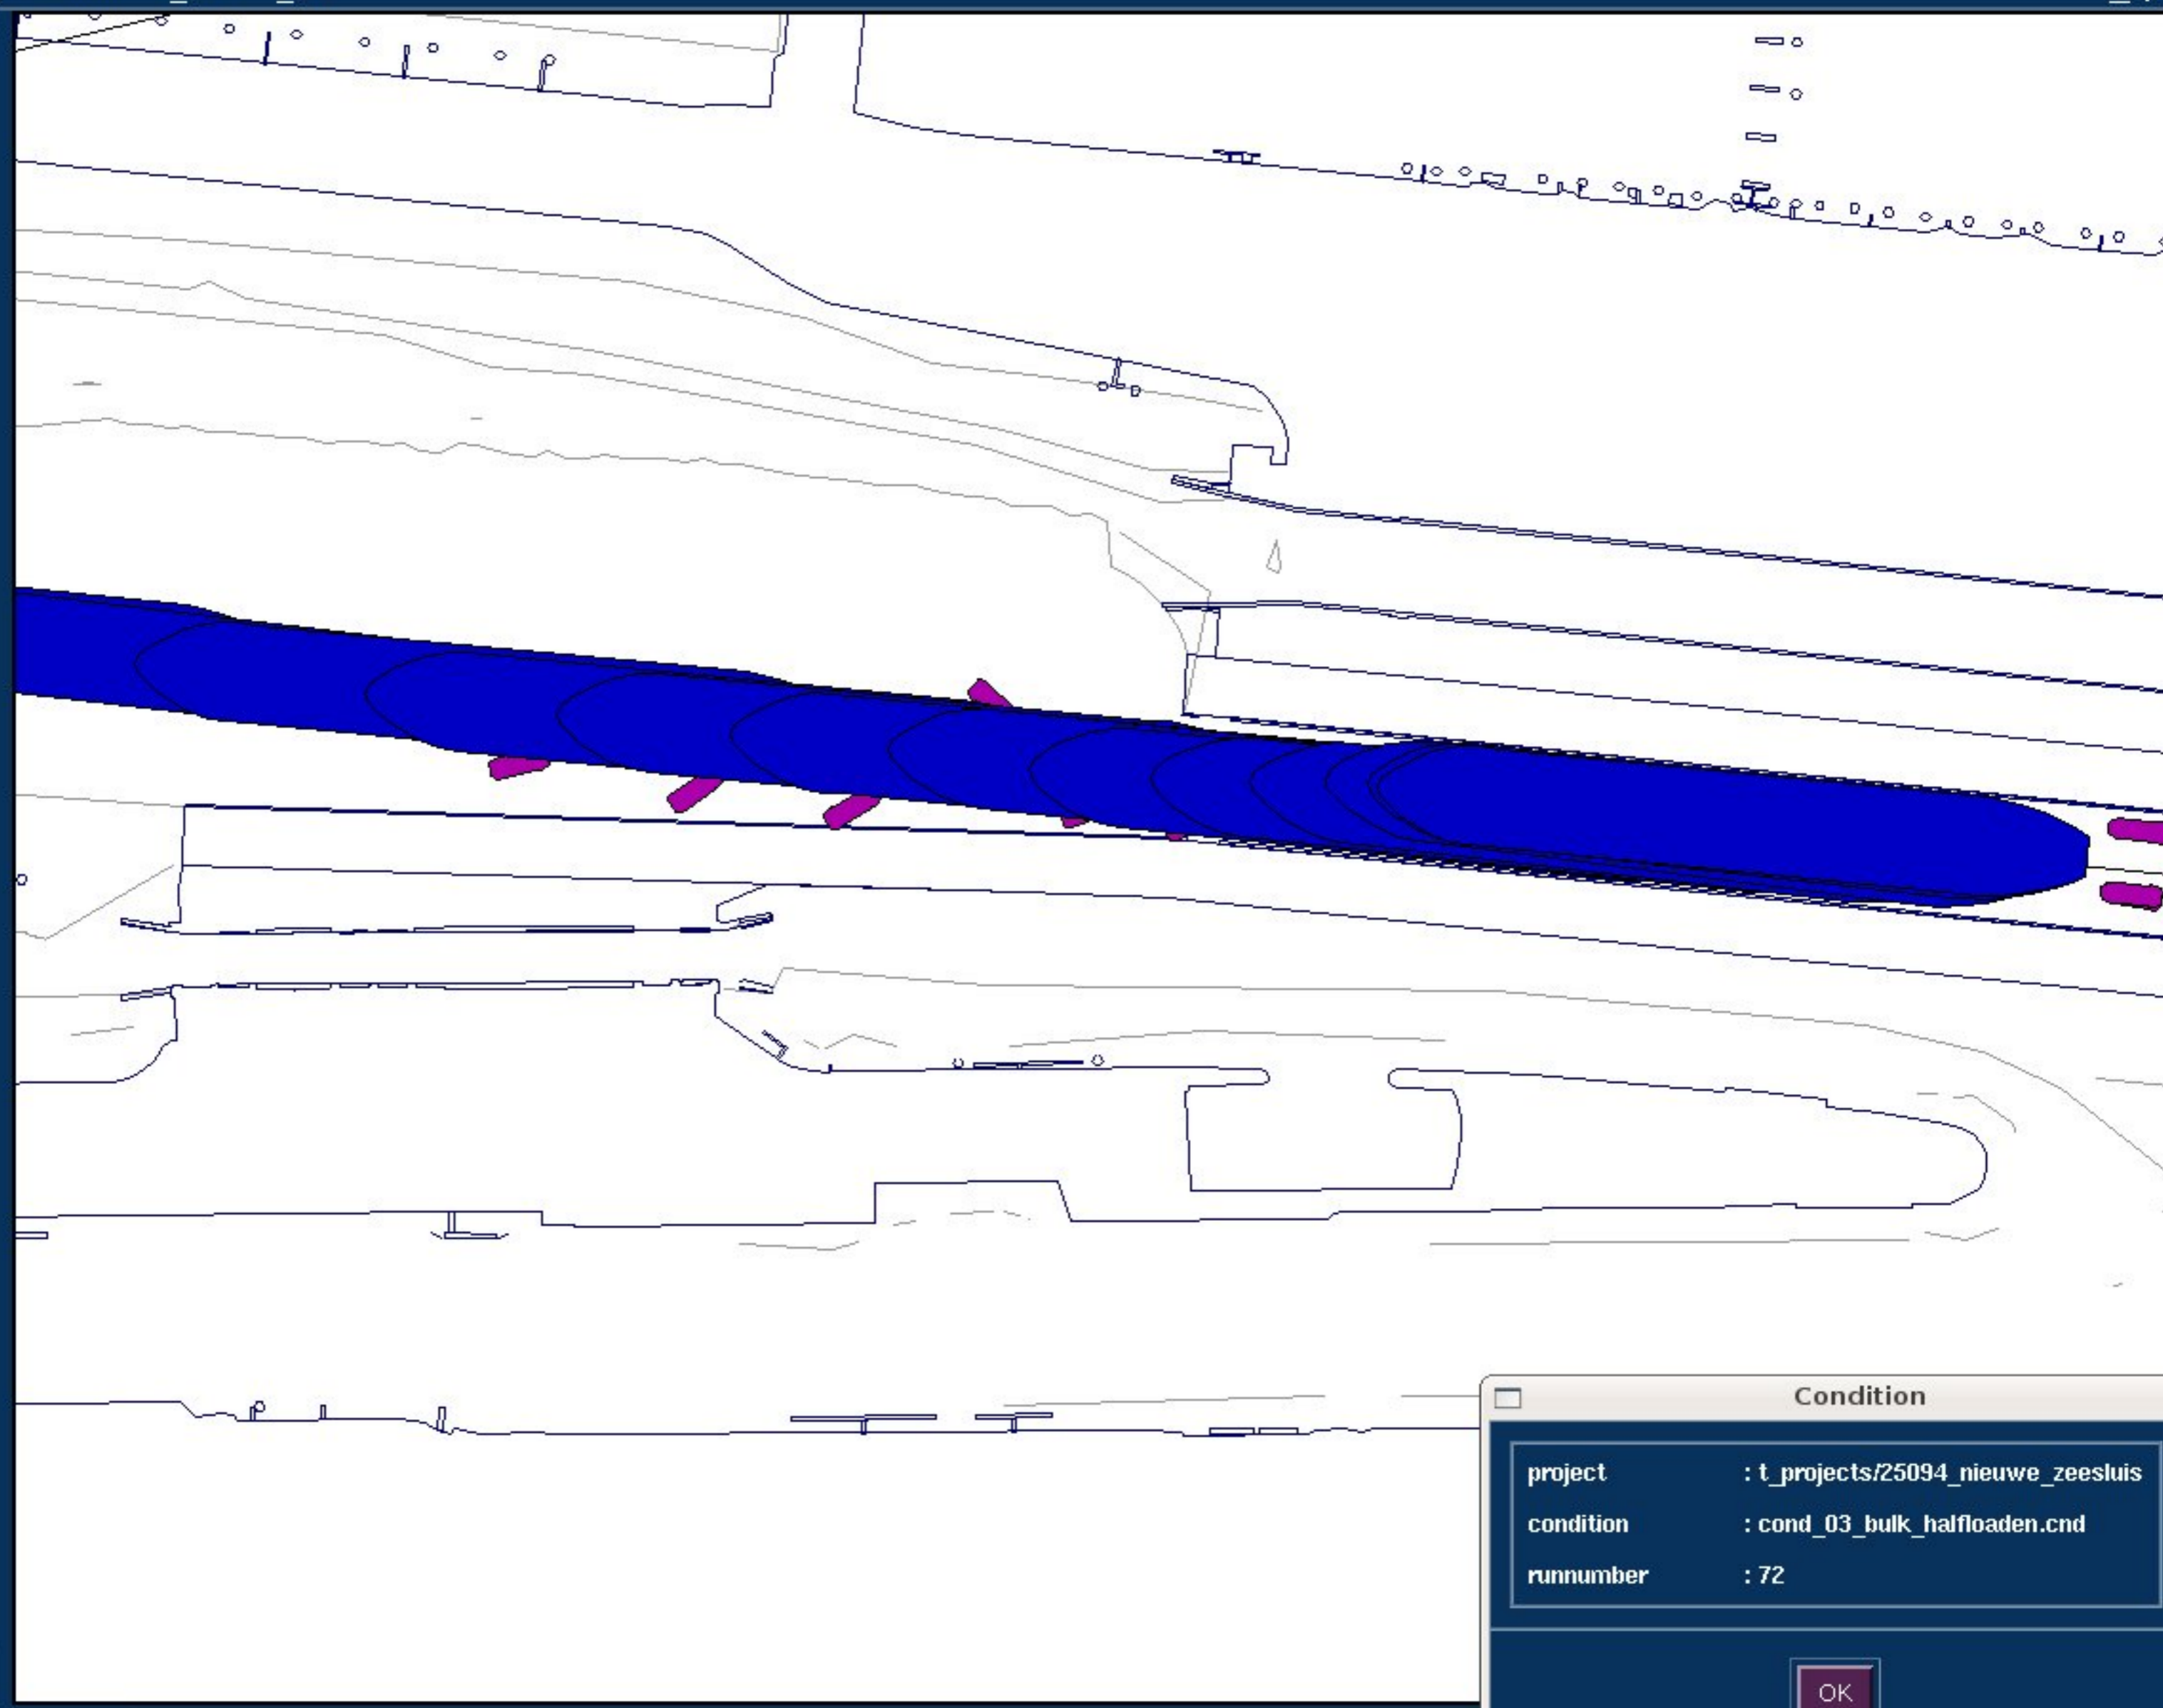 Condition
project : t_projects/25094_nieuwe_zeesluis
condition : cond_03_bulk_halfloaden.cnd
runnumber : 72
OK